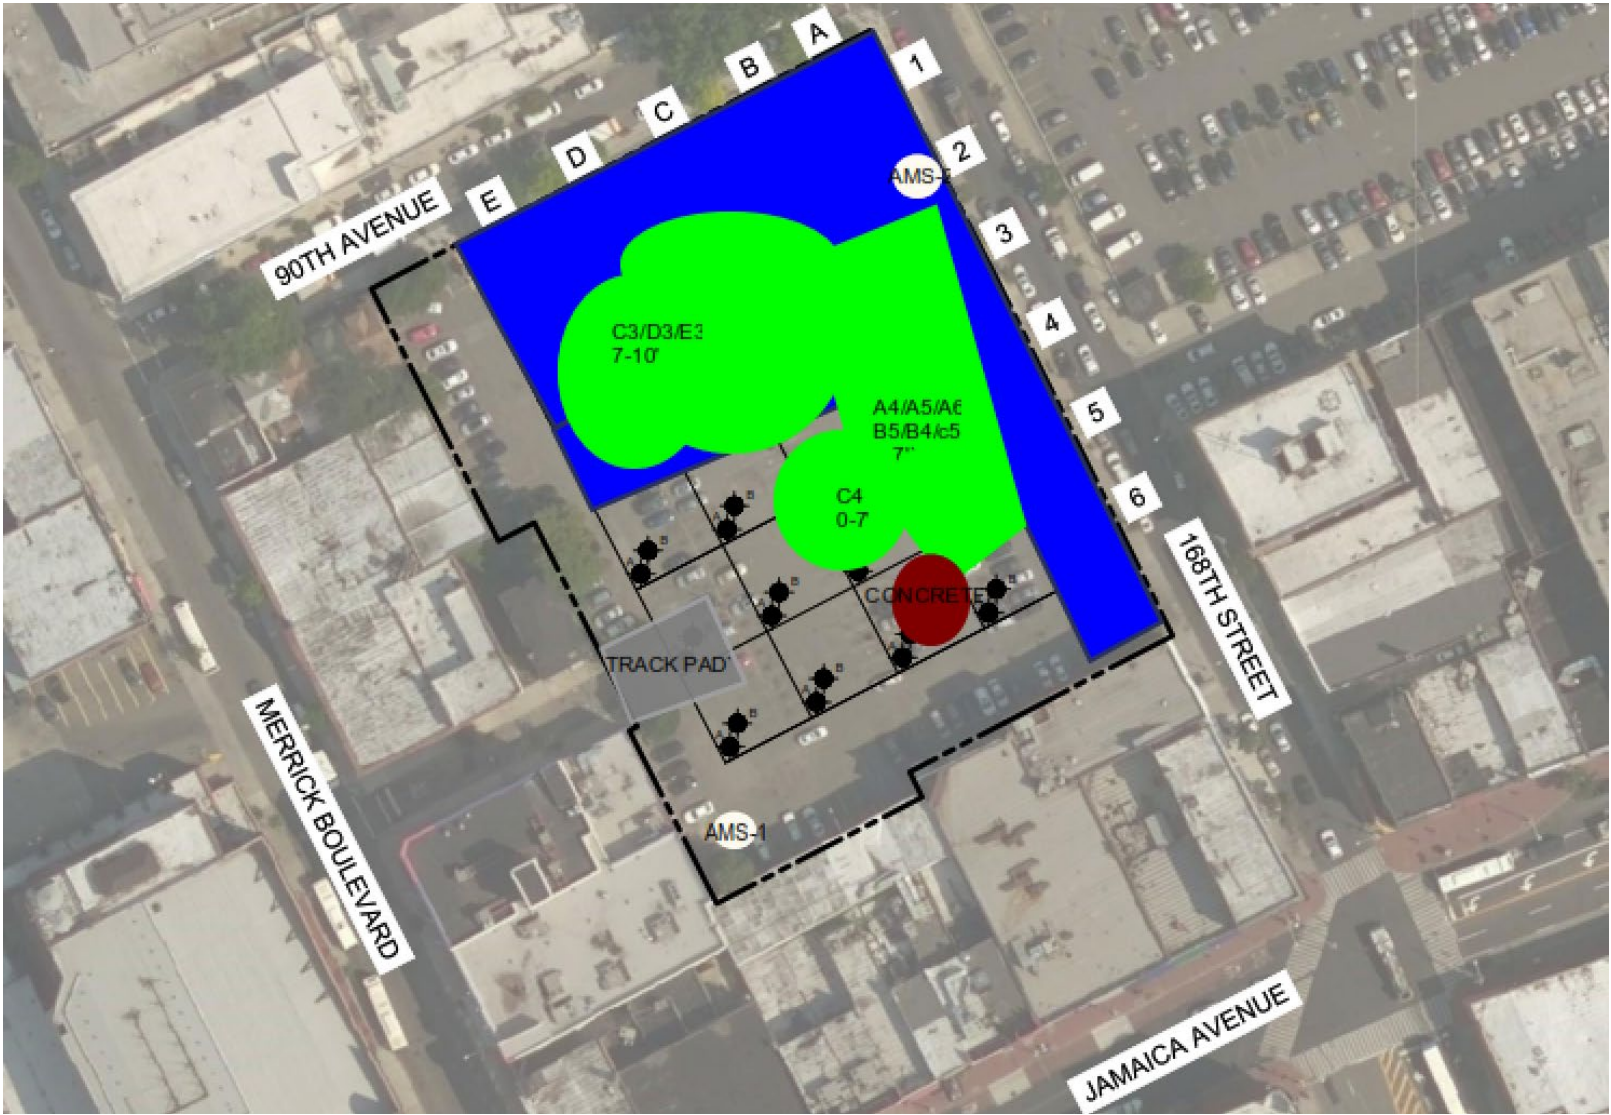 A
B
C
D
E
1
2
3
4
5
6
90TH AVENUE
AMS-
C3/D3/E3
7-10'
A4/A5/A6
B5/B4/c5
7''
C4
0-7'
B
B
A
B
B
CONCRETE
TRACK PAD
B
A
B
A
AMS-1
168TH STREET
MERRICK BOULEVARD
JAMAICA AVENUE